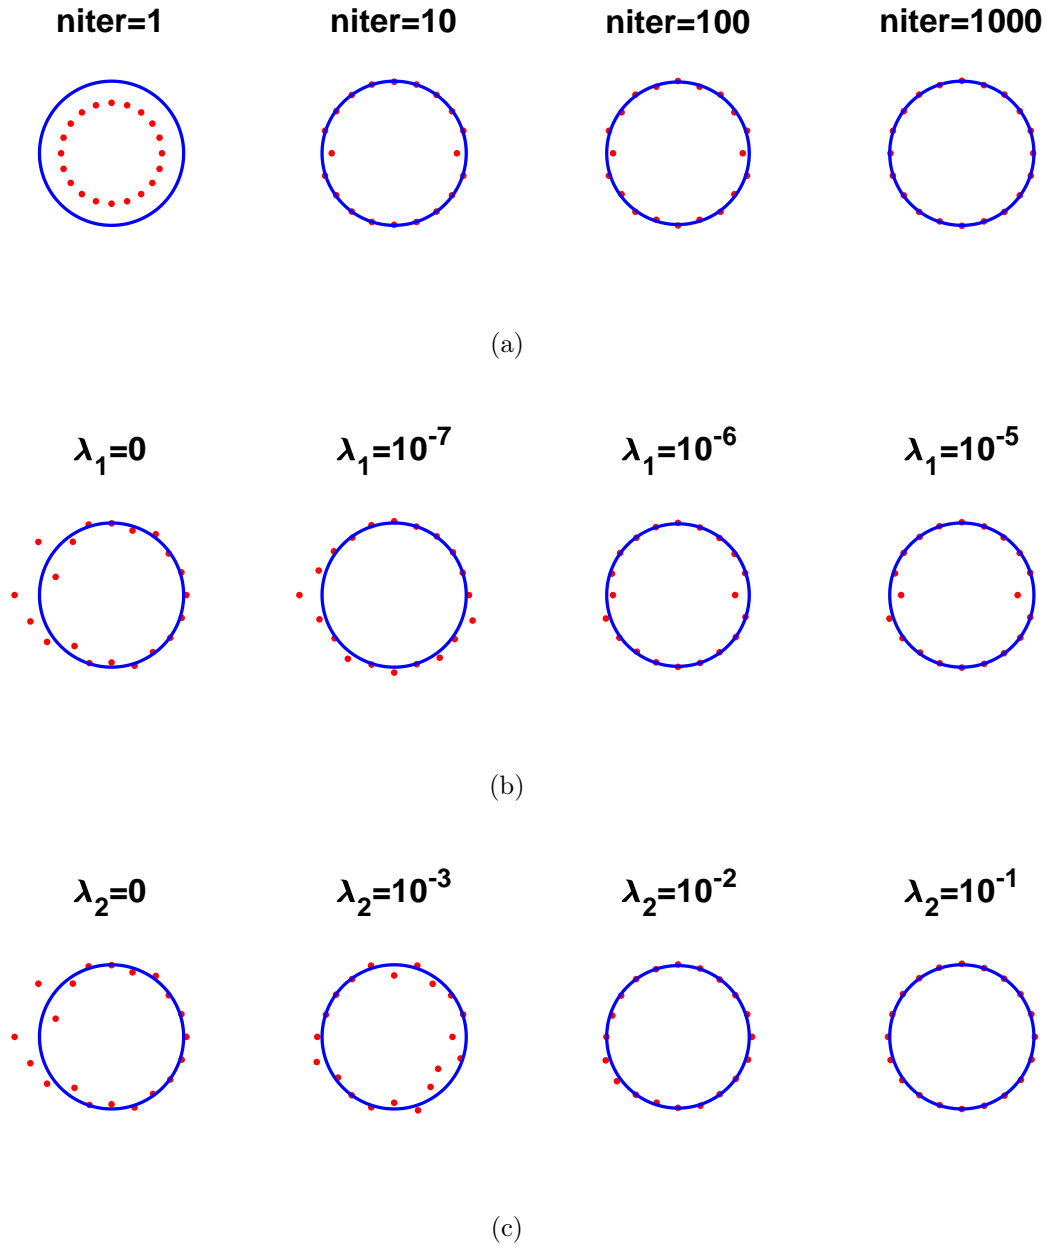 niter=1 niter=10 niter=100 niter=1000
(a)
λ₁=0 λ₁=10⁻⁷ λ₁=10⁻⁶ λ₁=10⁻⁵
(b)
λ₂=0 λ₂=10⁻³ λ₂=10⁻² λ₂=10⁻¹
(c)